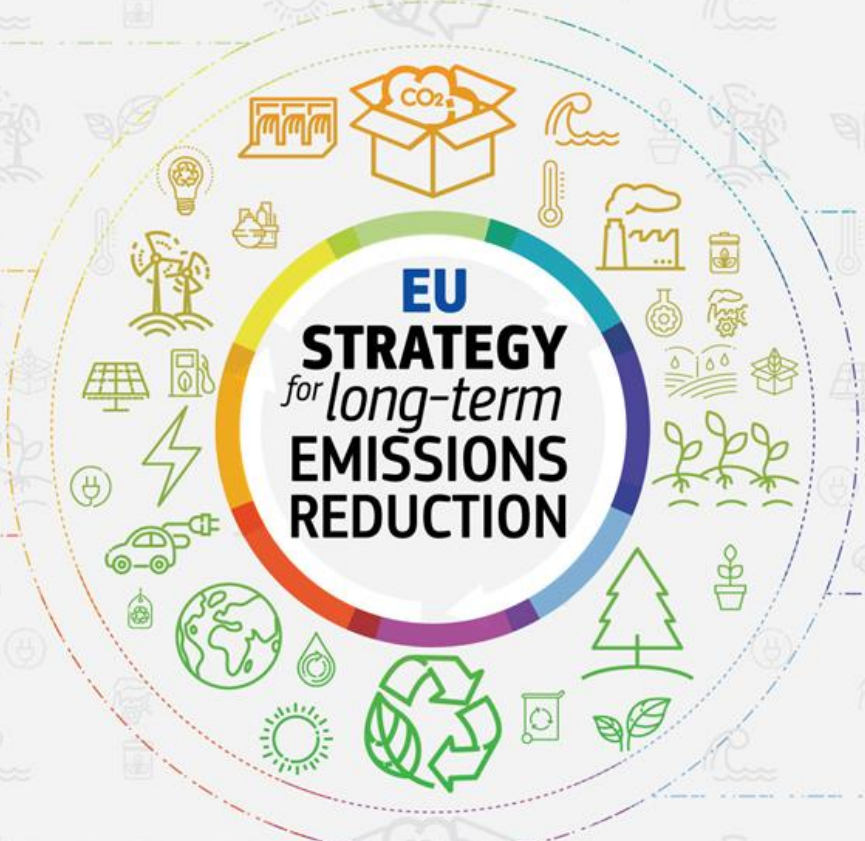 CO2
EU
STRATEGY
for long-term
EMISSIONS
REDUCTION